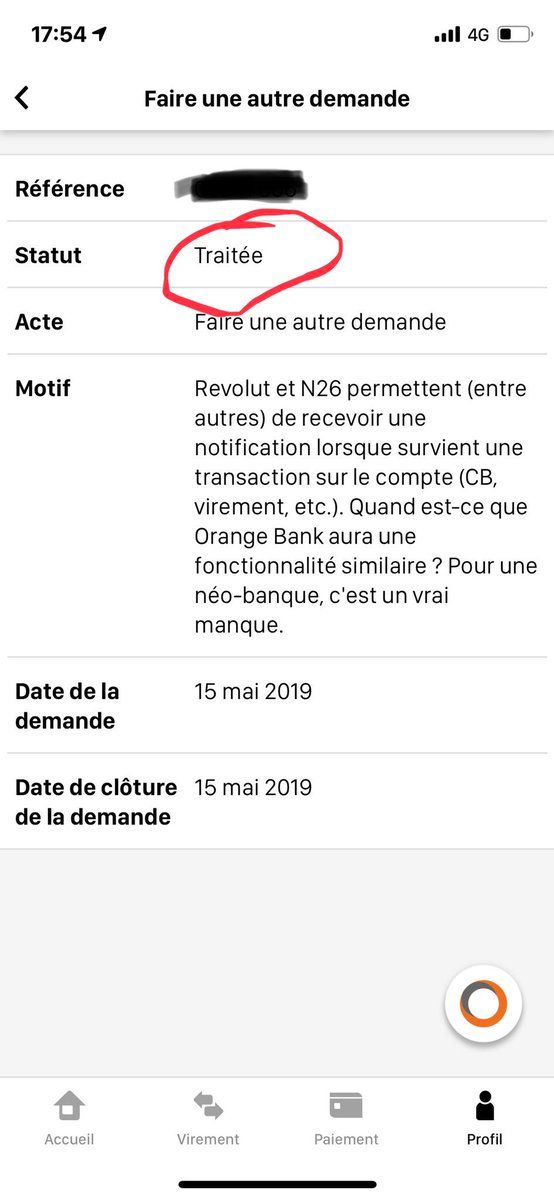 17:54
4G
Faire une autre demande
Référence
Statut
Traitée
Acte
Faire une autre demande
Motif
Revolut et N26 permettent (entre
autres) de recevoir une
notification lorsque survient une
transaction sur le compte (CB,
virement, etc.). Quand est-ce que
Orange Bank aura une
fonctionnalité similaire ? Pour une
néo-banque, c'est un vrai
manque.
Date de la
demande
15 mai 2019
Date de clôture
de la demande
15 mai 2019
Accueil
Virement
Paiement
Profil